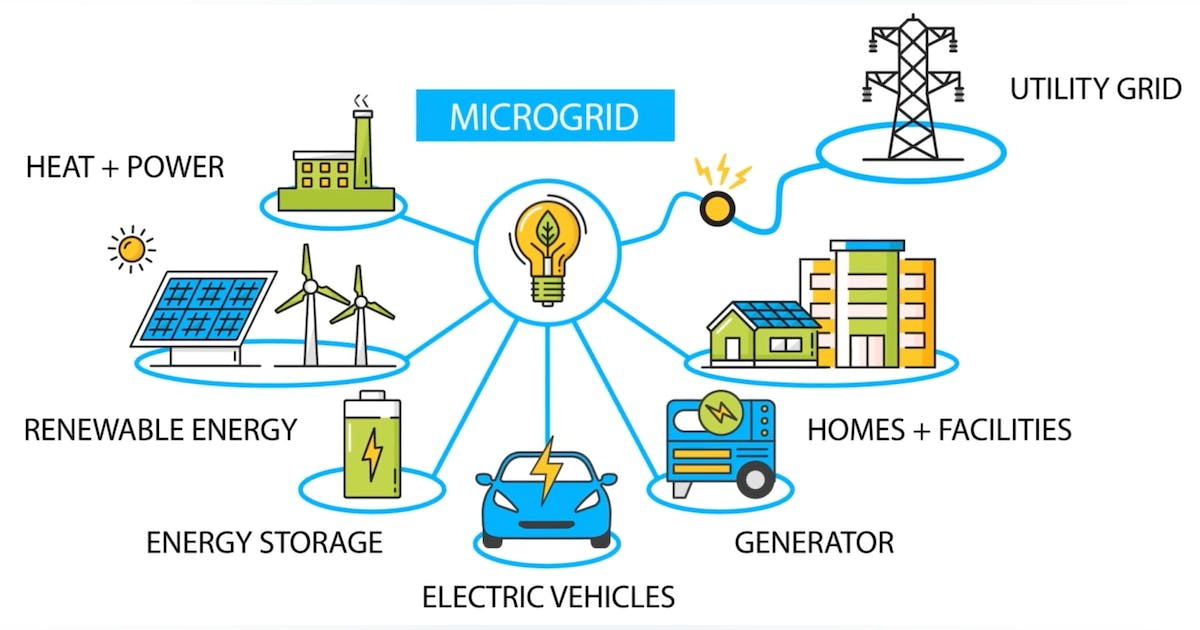 MICROGRID
UTILITY GRID
HEAT + POWER
RENEWABLE ENERGY
HOMES + FACILITIES
ENERGY STORAGE
GENERATOR
ELECTRIC VEHICLES